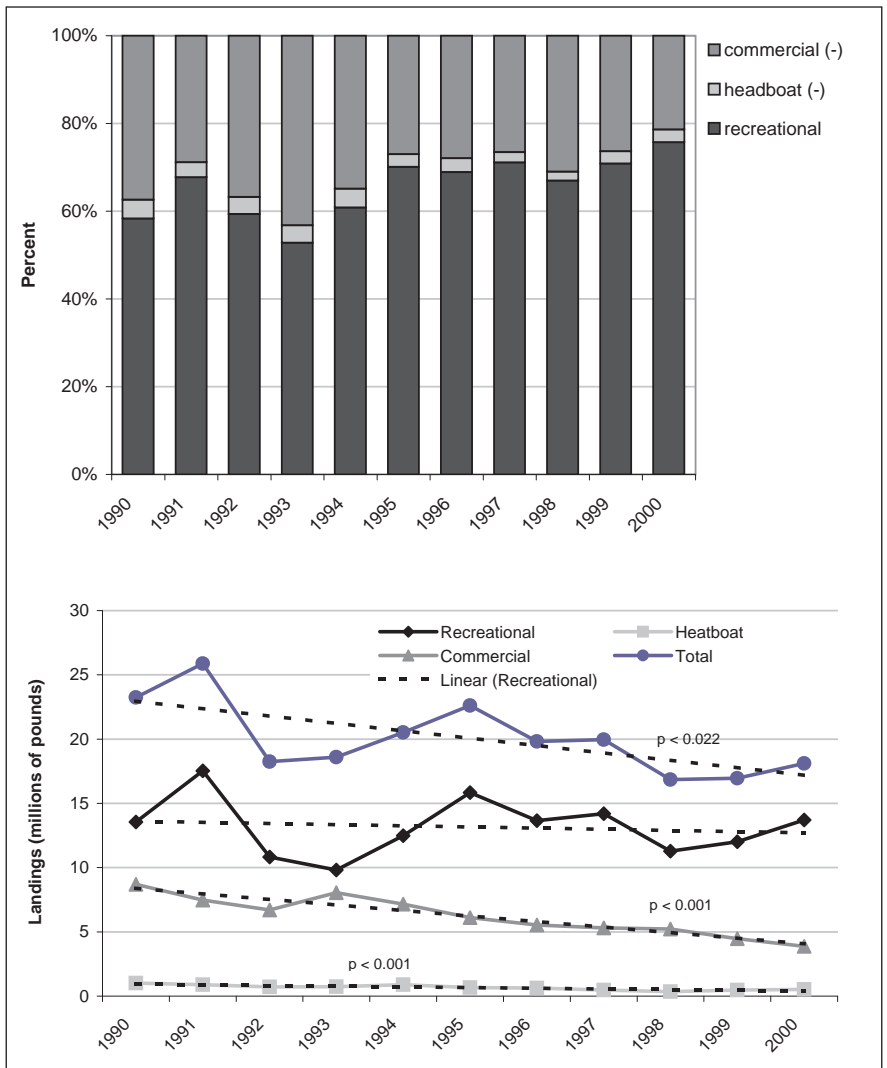 100%
80%
60%
40%
20%
0%
Percent
commercial (-)
headboat (-)
recreational
1990
1991
1992
1993
1994
1995
1996
1997
1998
1999
2000
30
25
20
15
10
5
0
Landings (millions of pounds)
Recreational
Heatboat
Commercial
Total
Linear (Recreational)
p < 0.022
p < 0.001
p < 0.001
1990
1991
1992
1993
1994
1995
1996
1997
1998
1999
2000